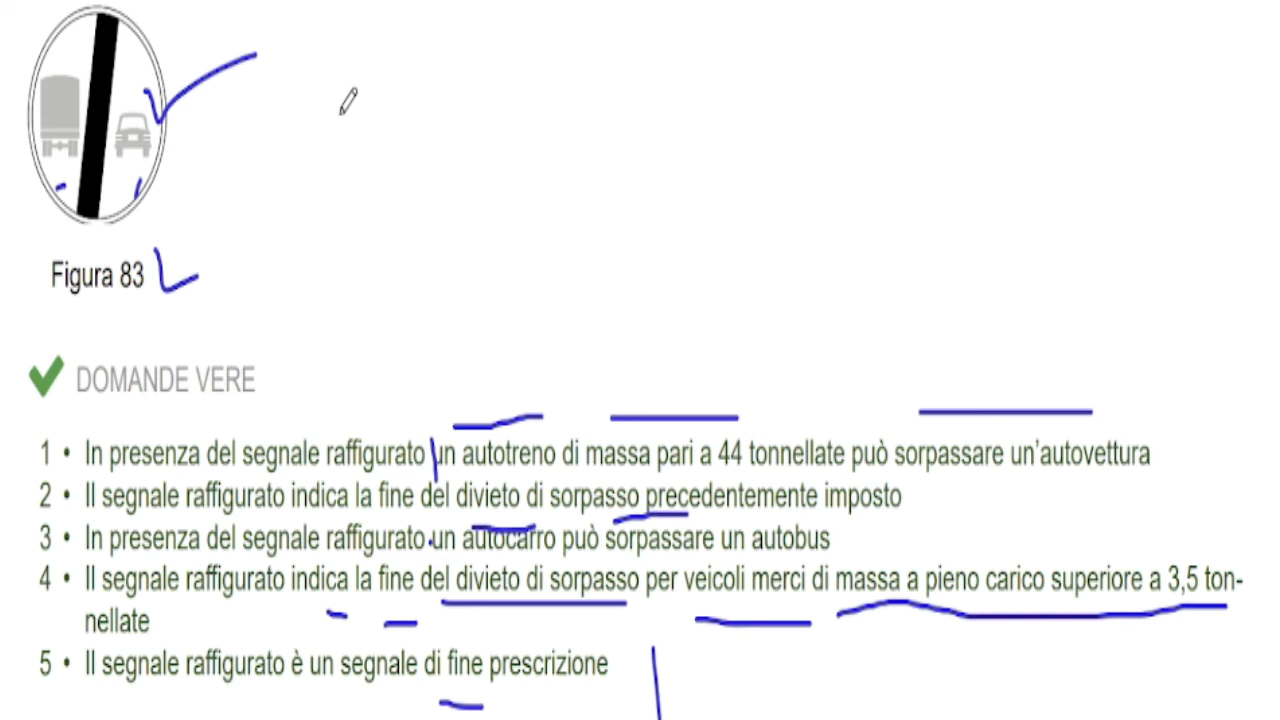 Figura 83
DOMANDE VERE
1 • In presenza del segnale raffigurato un autotreno di massa pari a 44 tonnellate può sorpassare un'autovettura
2 • Il segnale raffigurato indica la fine del divieto di sorpasso precedentemente imposto
3 • In presenza del segnale raffigurato un autocarro può sorpassare un autobus
4 • Il segnale raffigurato indica la fine del divieto di sorpasso per veicoli merci di massa a pieno carico superiore a 3,5 ton-
nellate
5 • Il segnale raffigurato è un segnale di fine prescrizione